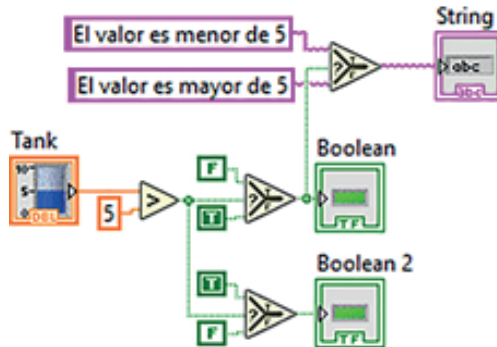 String
El valor es menor de 5
El valor es mayor de 5
abc
abc
Tank
10
5
0
DBL
5
>
F
T
?
T
F
Boolean
TF
T
F
Boolean 2
TF